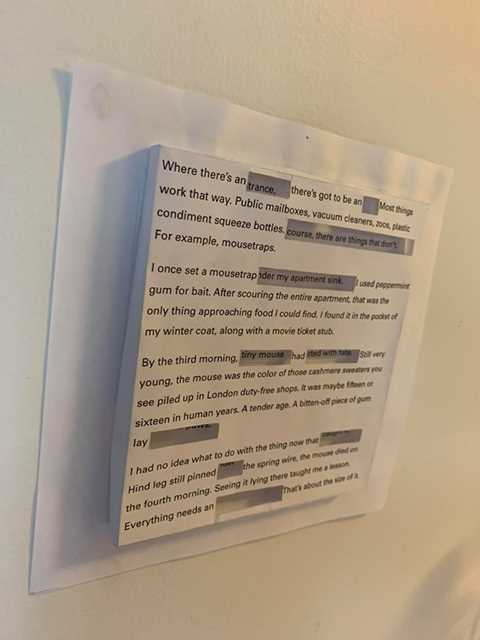 Where there's an trance, there's got to be an Most things
work that way. Public mailboxes, vacuum cleaners, zoos, plastic
condiment squeeze bottles. course, there are things that don't.
For example, mousetraps.
I once set a mousetrap der my apartment sink. I used peppermint
gum for bait. After scouring the entire apartment, that was the
only thing approaching food I could find. I found it in the pocket of
my winter coat, along with a movie ticket stub.
By the third morning, tiny mouse had rted with fate. Still very
young, the mouse was the color of those cashmere sweaters you
see piled up in London duty-free shops. It was maybe fifteen or
sixteen in human years. A tender age. A bitten-off piece of gum
lay
I had no idea what to do with the thing now that
Hind leg still pinned the spring wire, the mouse died on
the fourth morning. Seeing it lying there taught me a lesson.
Everything needs an That's about the size of it.